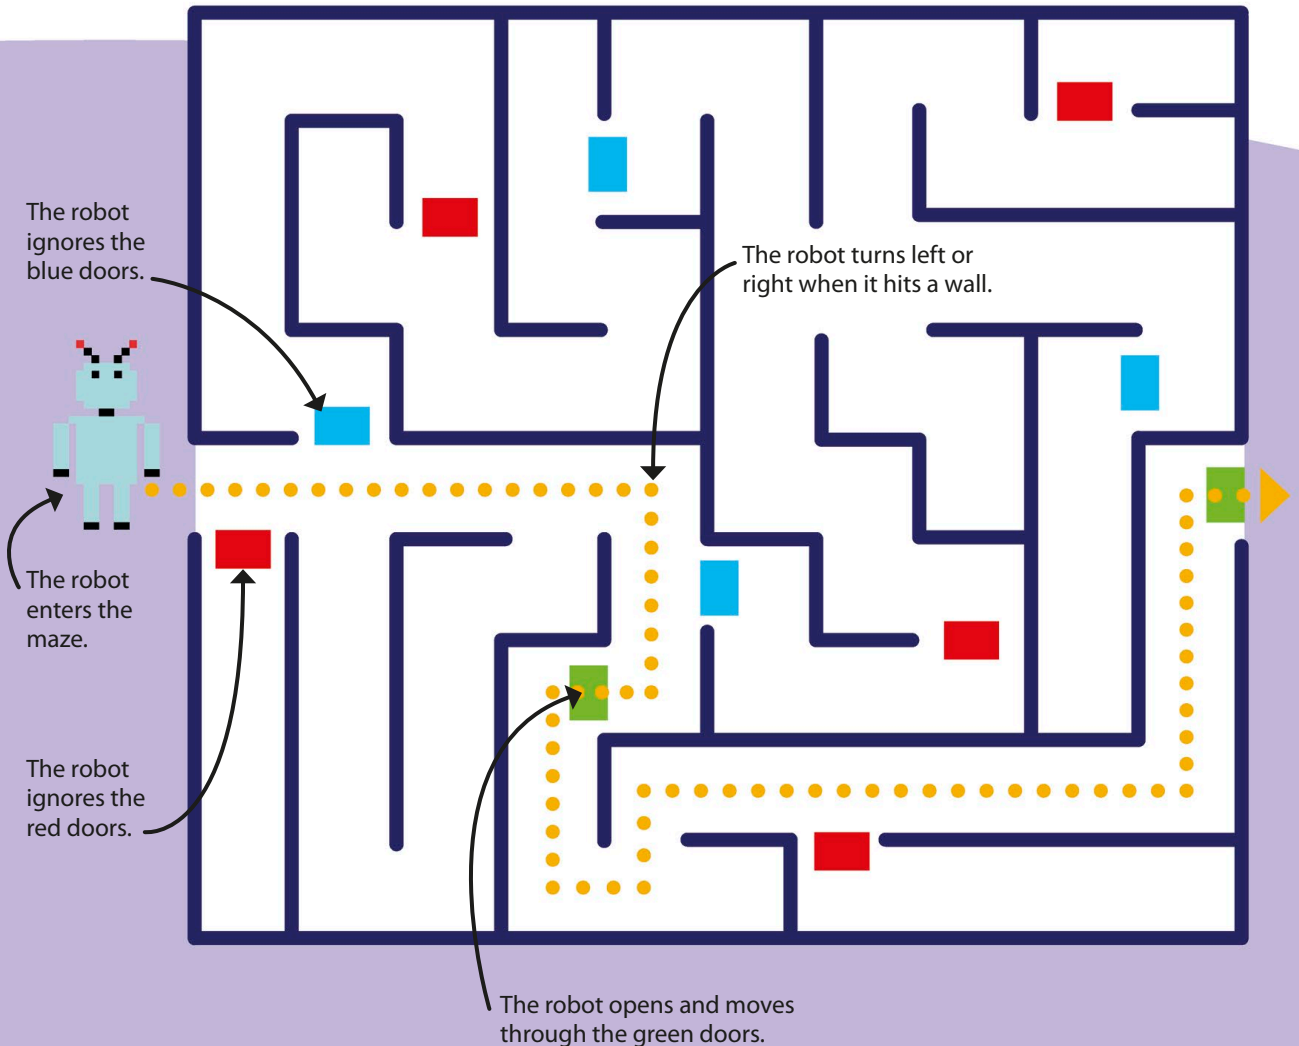 The robot
ignores the
blue doors.
The robot turns left or
right when it hits a wall.
The robot
enters the
maze.
The robot
ignores the
red doors.
The robot opens and moves
through the green doors.